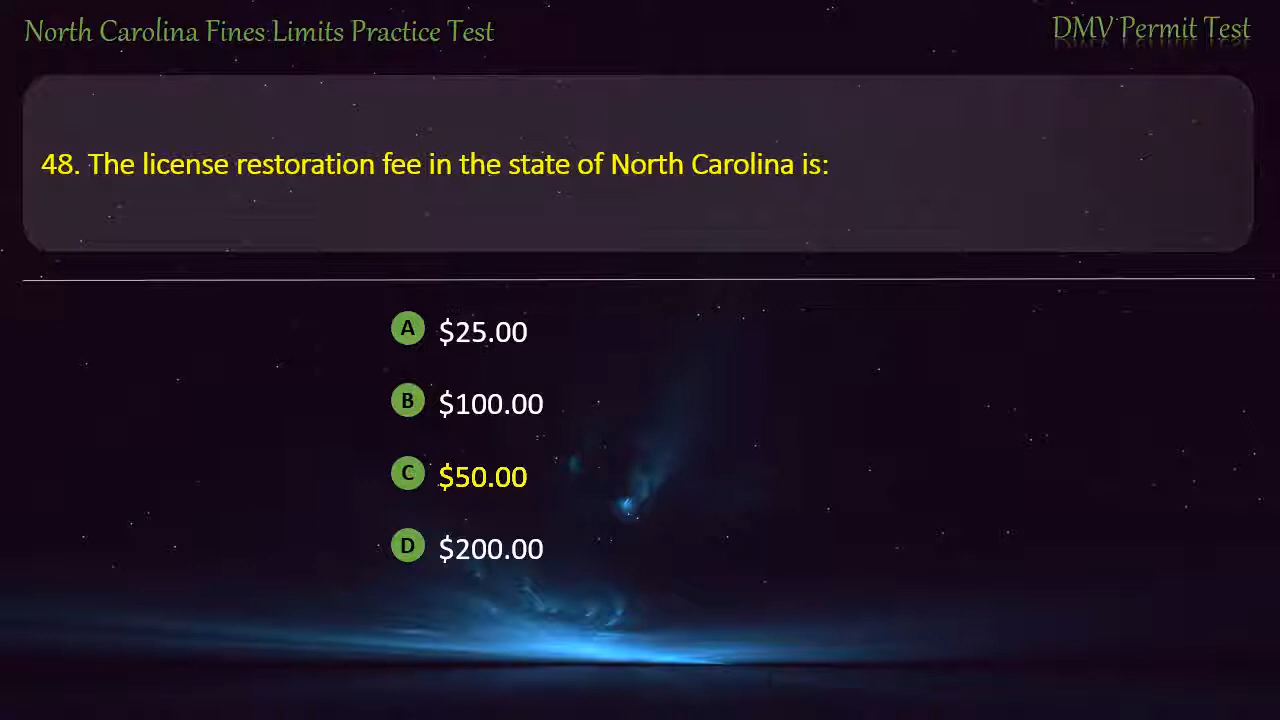 North Carolina Fines Limits Practice Test
DMV Permit Test
48. The license restoration fee in the state of North Carolina is:
A $25.00
B $100.00
C $50.00
D $200.00